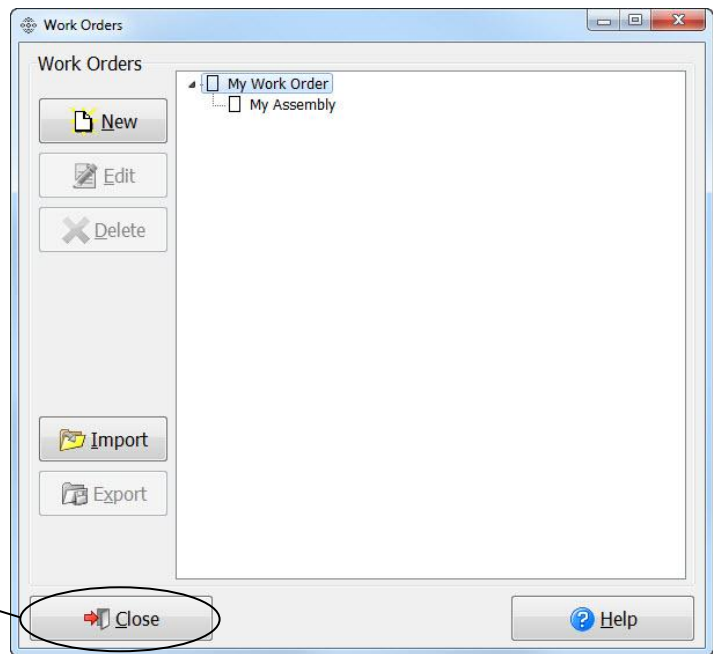 Work Orders
Work Orders
New
Edit
Delete
Import
Export
My Work Order
My Assembly
Close
Help